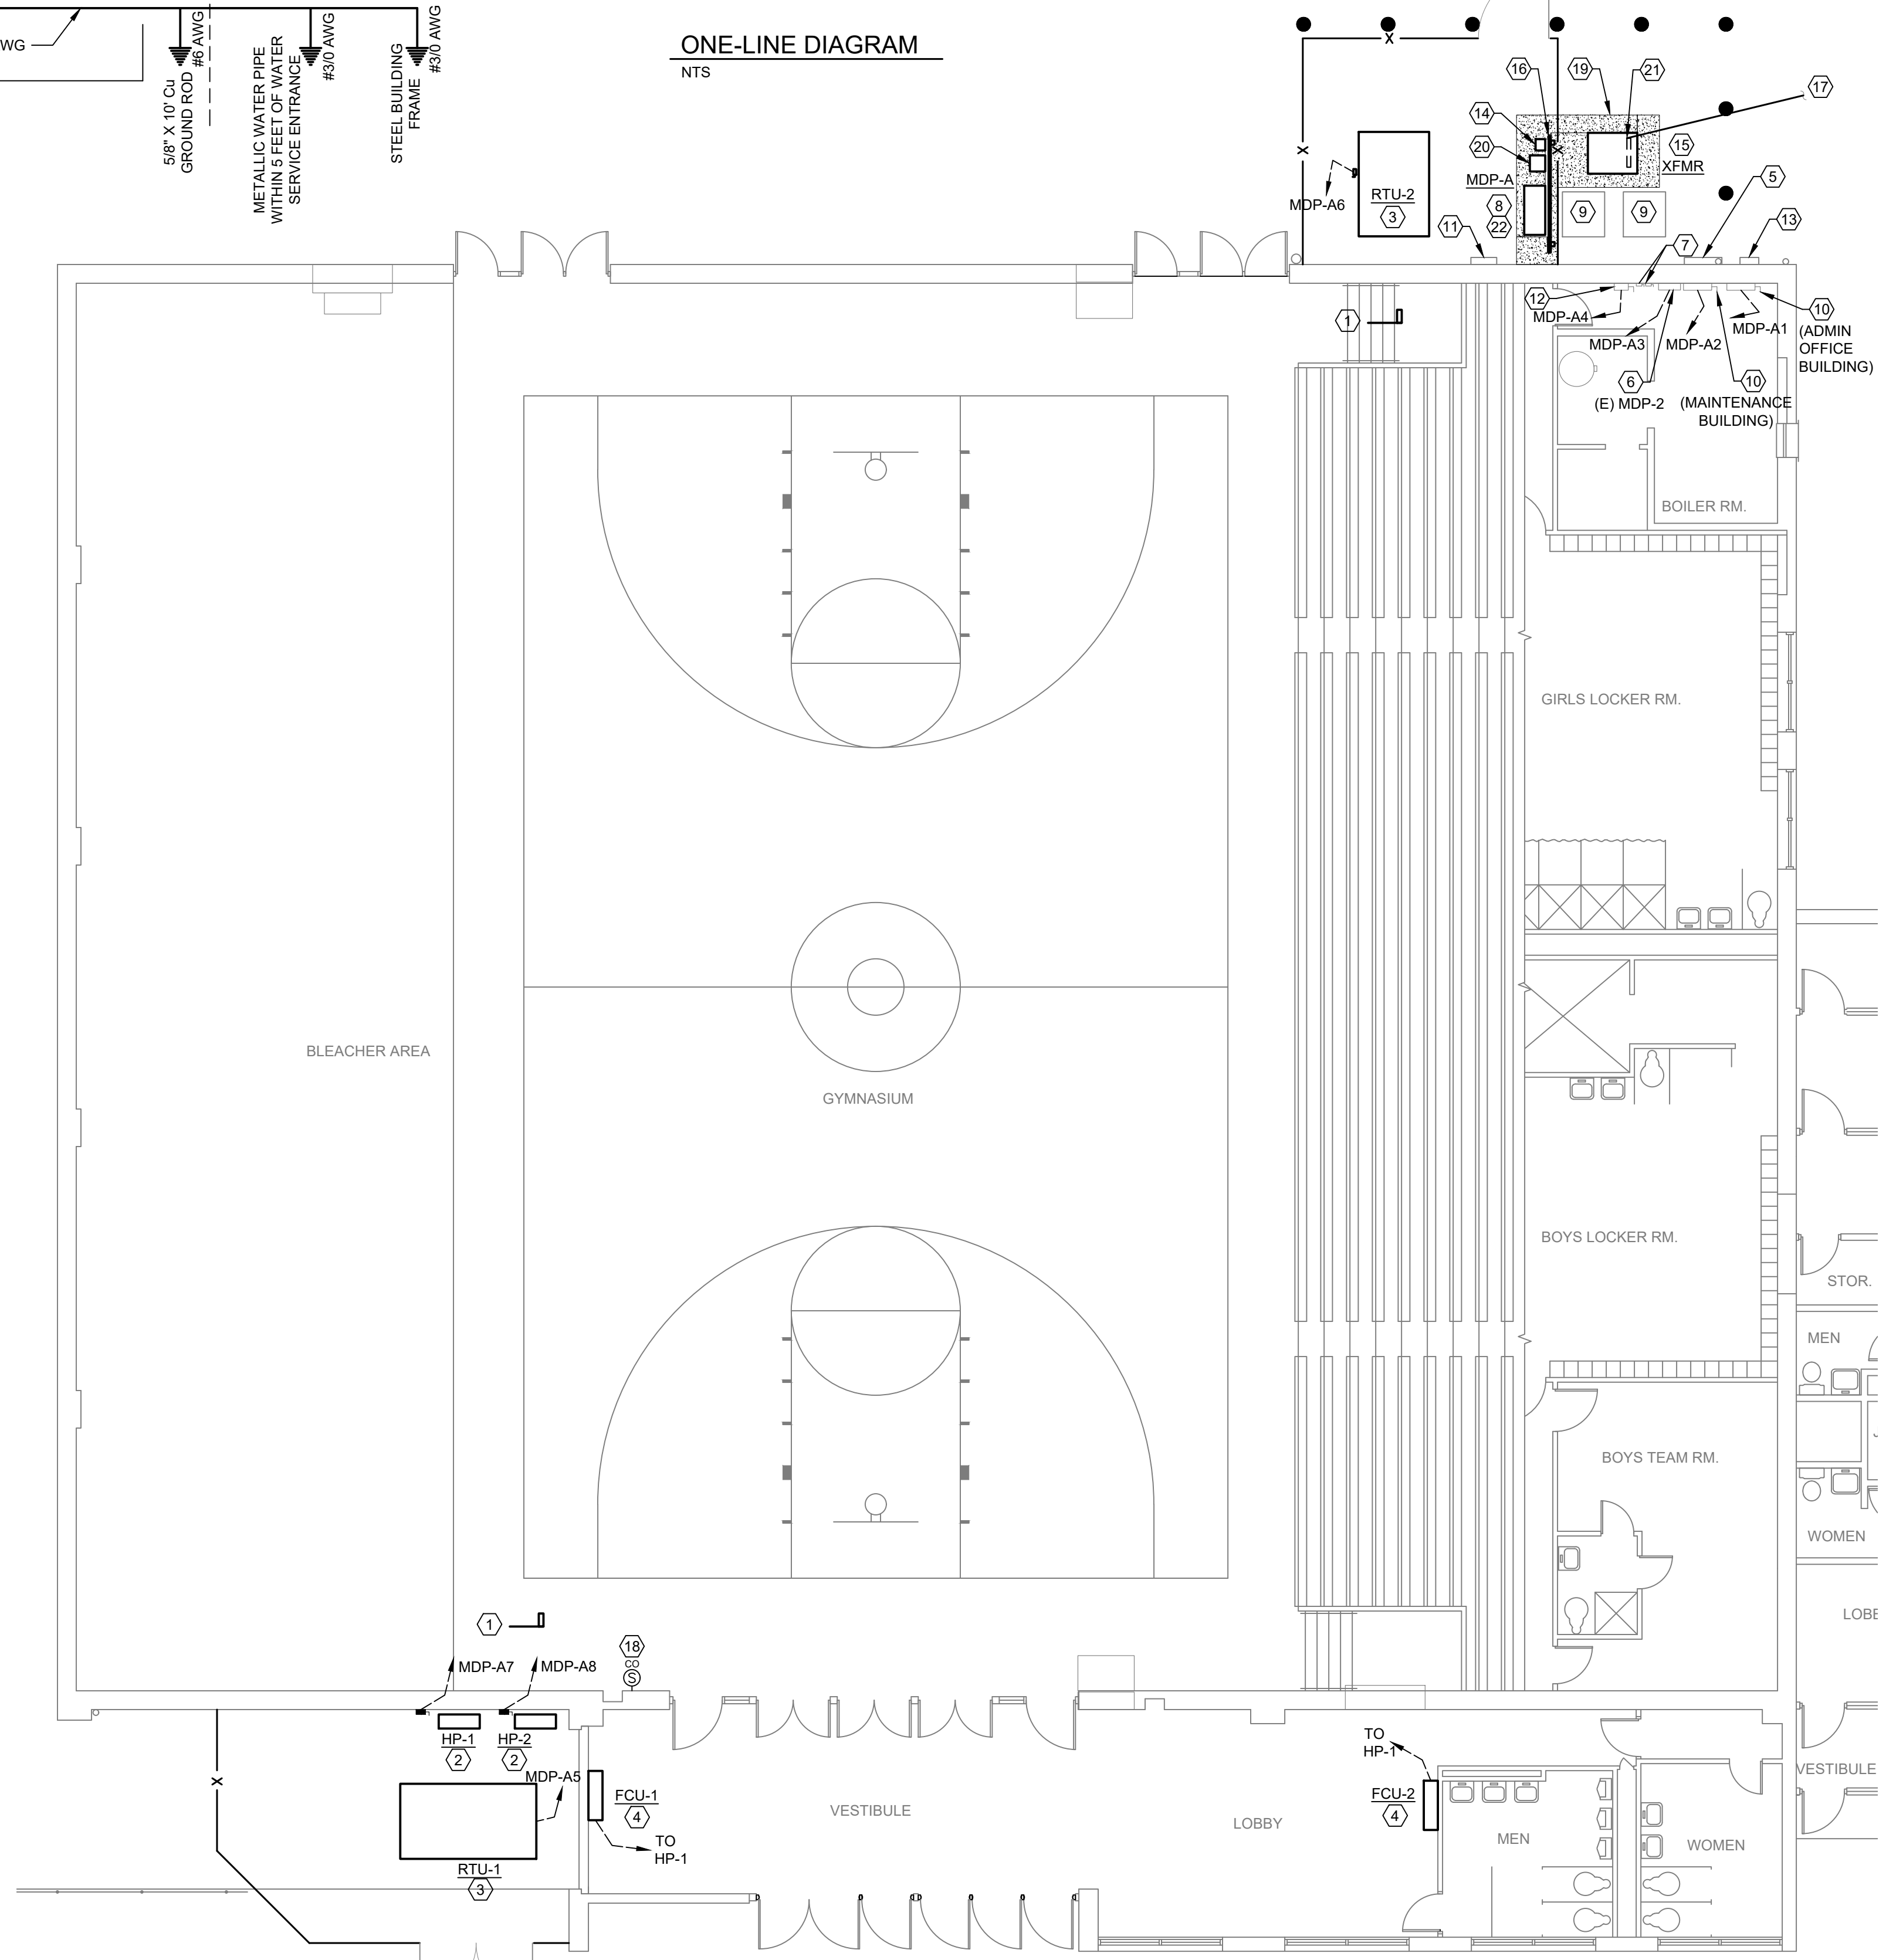 WG
5/8" X 10' Cu
GROUND ROD
#6 AWG
METALLIC WATER PIPE
WITHIN 5 FEET OF WATER
SERVICE ENTRANCE
#3/0 AWG
STEEL BUILDING
FRAME
#3/0 AWG
ONE-LINE DIAGRAM
NTS
X
16
19
21
17
14
20
X
X
15
XFMR
MDP-A
5
MDP-A6
RTU-2
3
8
22
9
9
11
13
7
12
MDP-A4
1
10
MDP-A1
(ADMIN
OFFICE
BUILDING)
MDP-A3
MDP-A2
6
(E) MDP-2
10
(MAINTENANCE
BUILDING)
BOILER RM.
GIRLS LOCKER RM.
BLEACHER AREA
GYMNASIUM
BOYS LOCKER RM.
STOR.
MEN
BOYS TEAM RM.
WOMEN
LOBB
1
18
CO
S
MDP-A7
MDP-A8
HP-1
2
HP-2
2
X
MDP-A5
RTU-1
3
FCU-1
4
TO
HP-1
VESTIBULE
LOBBY
TO
HP-1
FCU-2
4
MEN
WOMEN
VESTIBULE